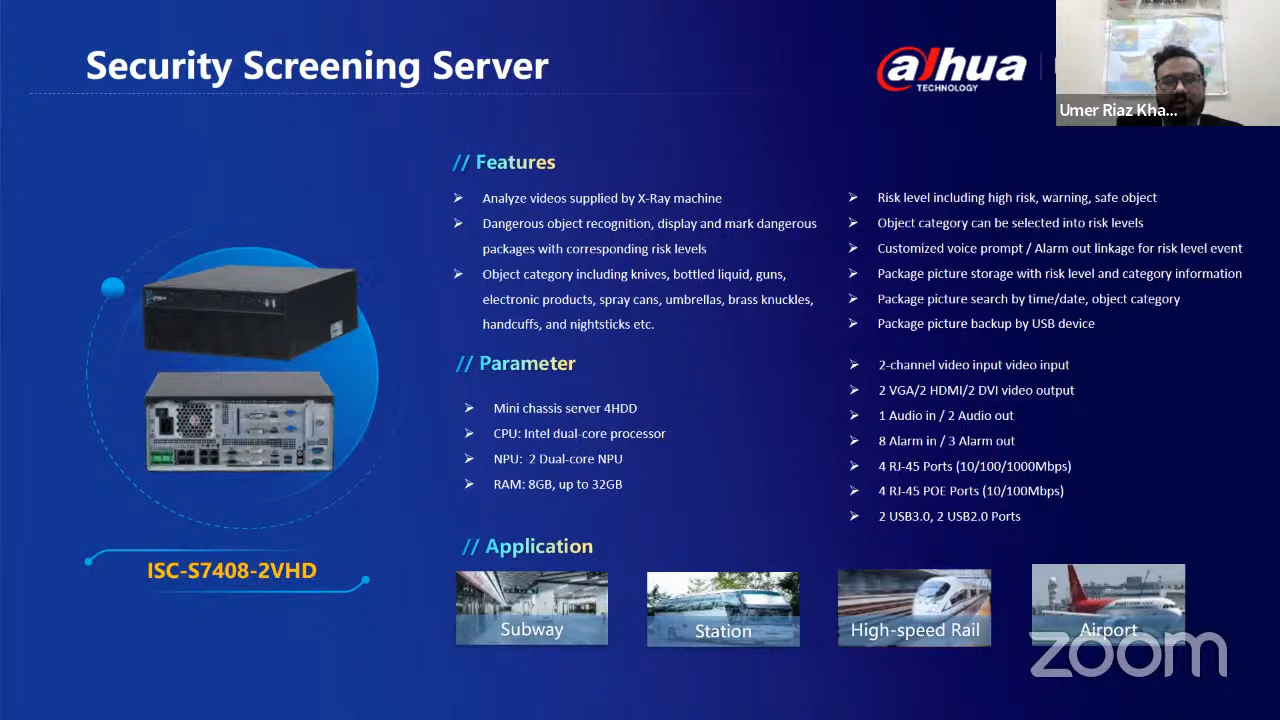 Security Screening Server
alhua
TECHNOLOGY
TECHNOLOGY
Umer Riaz Kha...
// Features
Analyze videos supplied by X-Ray machine
Dangerous object recognition, display and mark dangerous
packages with corresponding risk levels
Object category including knives, bottled liquid, guns,
electronic products, spray cans, umbrellas, brass knuckles,
handcuffs, and nightsticks etc.
Risk level including high risk, warning, safe object
Object category can be selected into risk levels
Customized voice prompt / Alarm out linkage for risk level event
Package picture storage with risk level and category information
Package picture search by time/date, object category
Package picture backup by USB device
// Parameter
Mini chassis server 4HDD
CPU: Intel dual-core processor
NPU: 2 Dual-core NPU
RAM: 8GB, up to 32GB
2-channel video input video input
2 VGA/2 HDMI/2 DVI video output
1 Audio in / 2 Audio out
8 Alarm in / 3 Alarm out
4 RJ-45 Ports (10/100/1000Mbps)
4 RJ-45 POE Ports (10/100Mbps)
2 USB3.0, 2 USB2.0 Ports
ISC-S7408-2VHD
// Application
Subway
Station
High-speed Rail
Airport
zoom